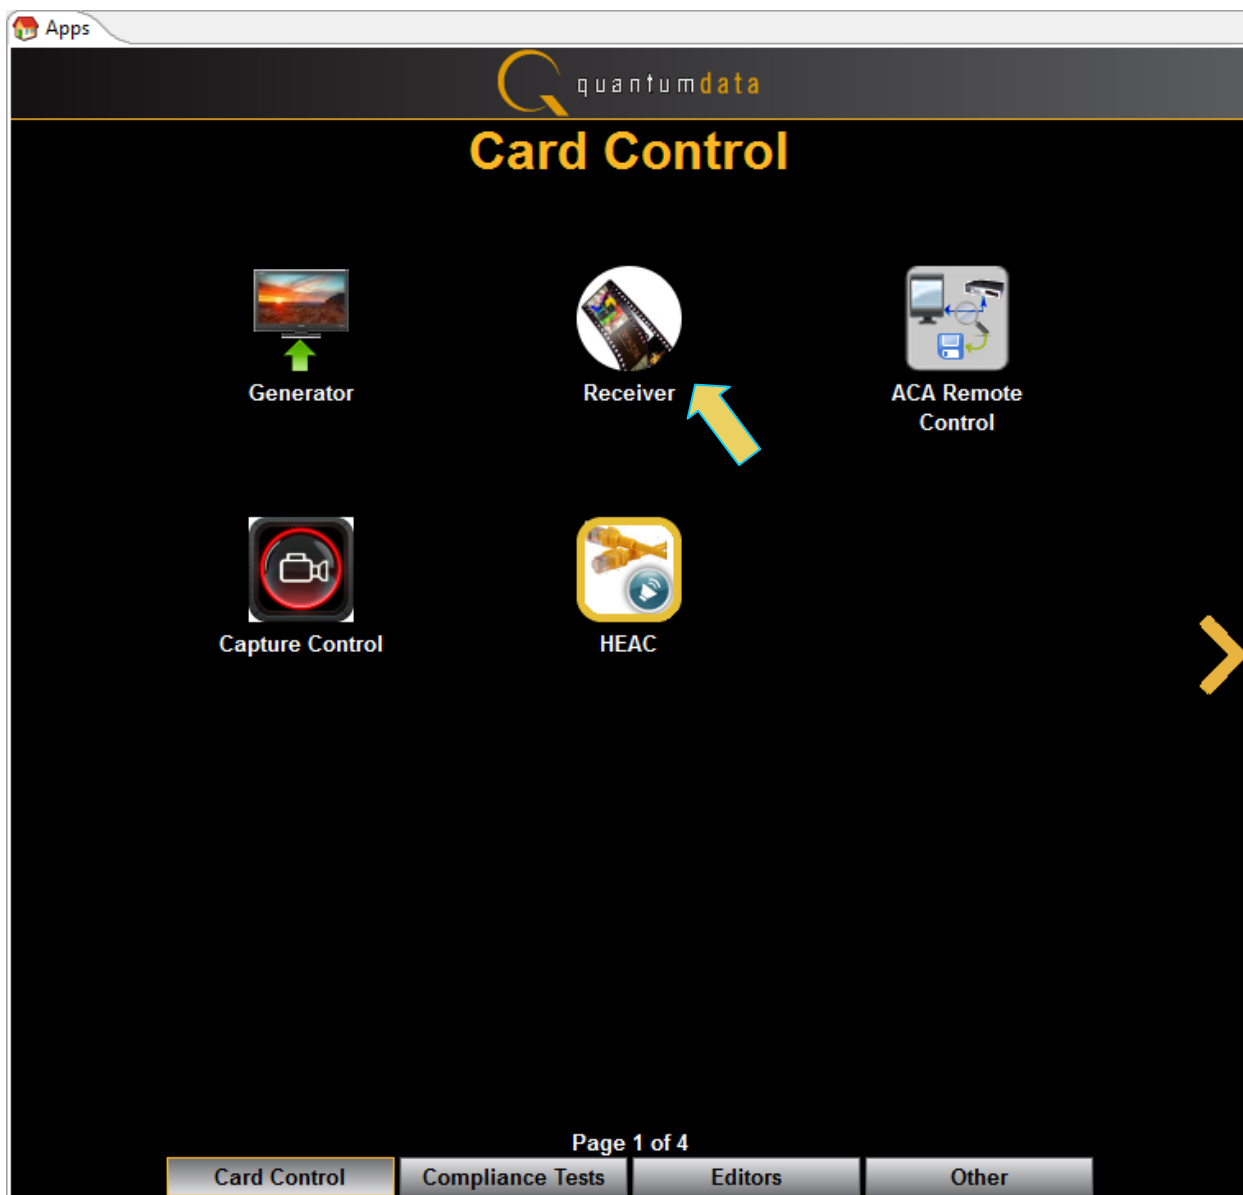 Apps
quantumdata
Card Control
Generator
Receiver
ACA Remote
Control
Capture Control
HEAC
Page 1 of 4
Card Control
Compliance Tests
Editors
Other